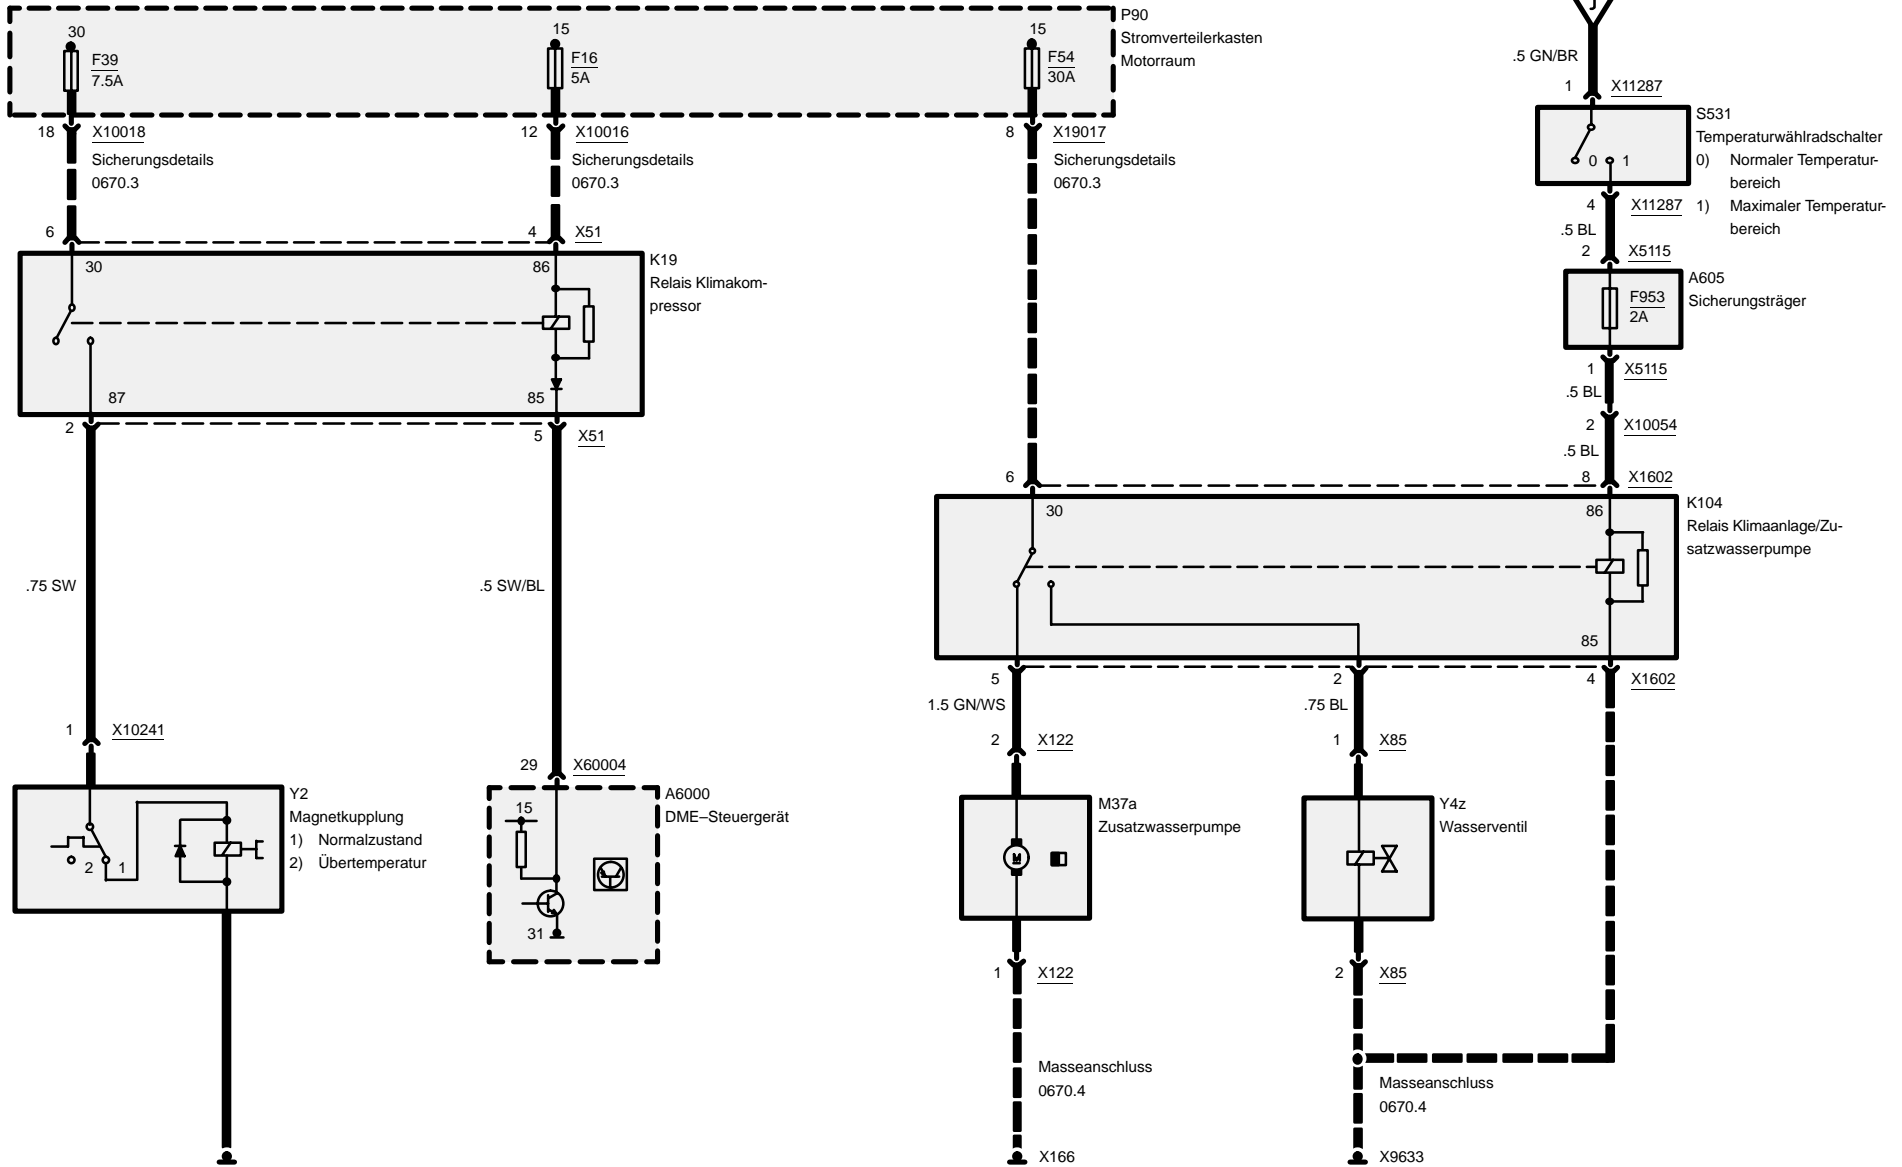 P90
Stromverteilerkasten
Motorraum
30
F39
7.5A
15
F16
5A
15
F54
30A
18 X10018
Sicherungsdetails
0670.3
12 X10016
Sicherungsdetails
0670.3
8 X19017
Sicherungsdetails
0670.3
J
.5 GN/BR
1 X11287
S531
Temperaturwählradschalter
0) Normaler Temperatur-
bereich
1) Maximaler Temperatur-
bereich
0 1
4 X11287
.5 BL
2 X5115
A605
Sicherungsträger
F953
2A
1 X5115
.5 BL
2 X10054
.5 BL
6 4 X51
K19
Relais Klimakom-
pressor
30 86
87 85
2 5 X51
.75 SW
.5 SW/BL
1 X10241
Y2
Magnetkupplung
1) Normalzustand
2) Übertemperatur
2 1
29 X60004
A6000
DME–Steuergerät
15
31
6 8 X1602
K104
Relais Klimaanlage/Zu-
satzwasserpumpe
30 86
85
5 2 4 X1602
1.5 GN/WS
.75 BL
2 X122
1 X85
M37a
Zusatzwasserpumpe
M
Y4z
Wasserventil
1 X122
2 X85
Masseanschluss
0670.4
Masseanschluss
0670.4
X166
X9633